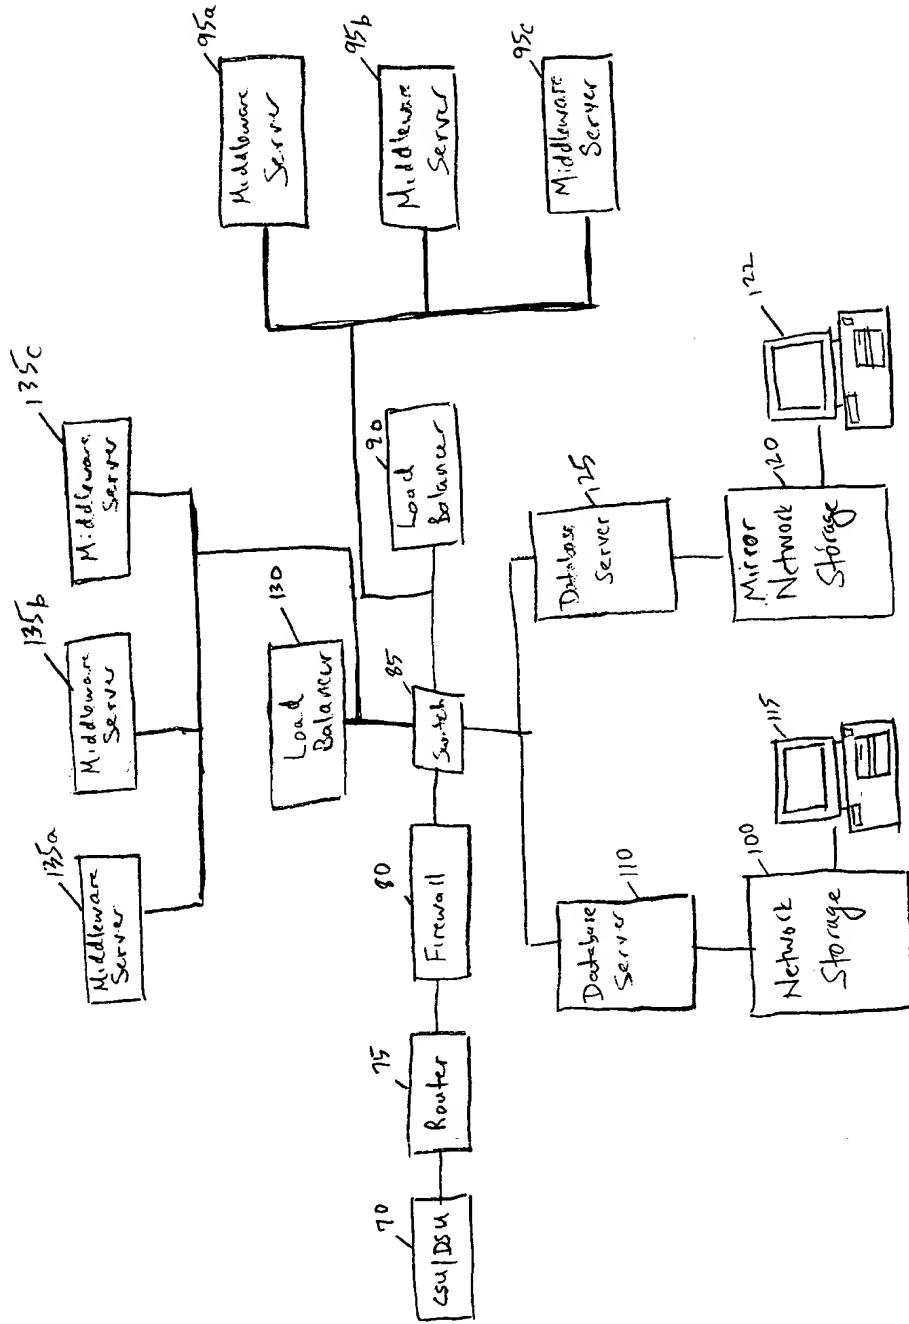 135a
Middleware
Server
135b
Middleware
Server
135c
Middleware
Server
95a
Middleware
Server
95b
Middleware
Server
95c
Middleware
Server
130
Load
Balancer
90
Load
Balancer
70
CSU/DSU
75
Router
80
Firewall
85
Switch
110
Database
Server
125
Database
Server
100
Network
Storage
115
120
Mirror
Network
Storage
122